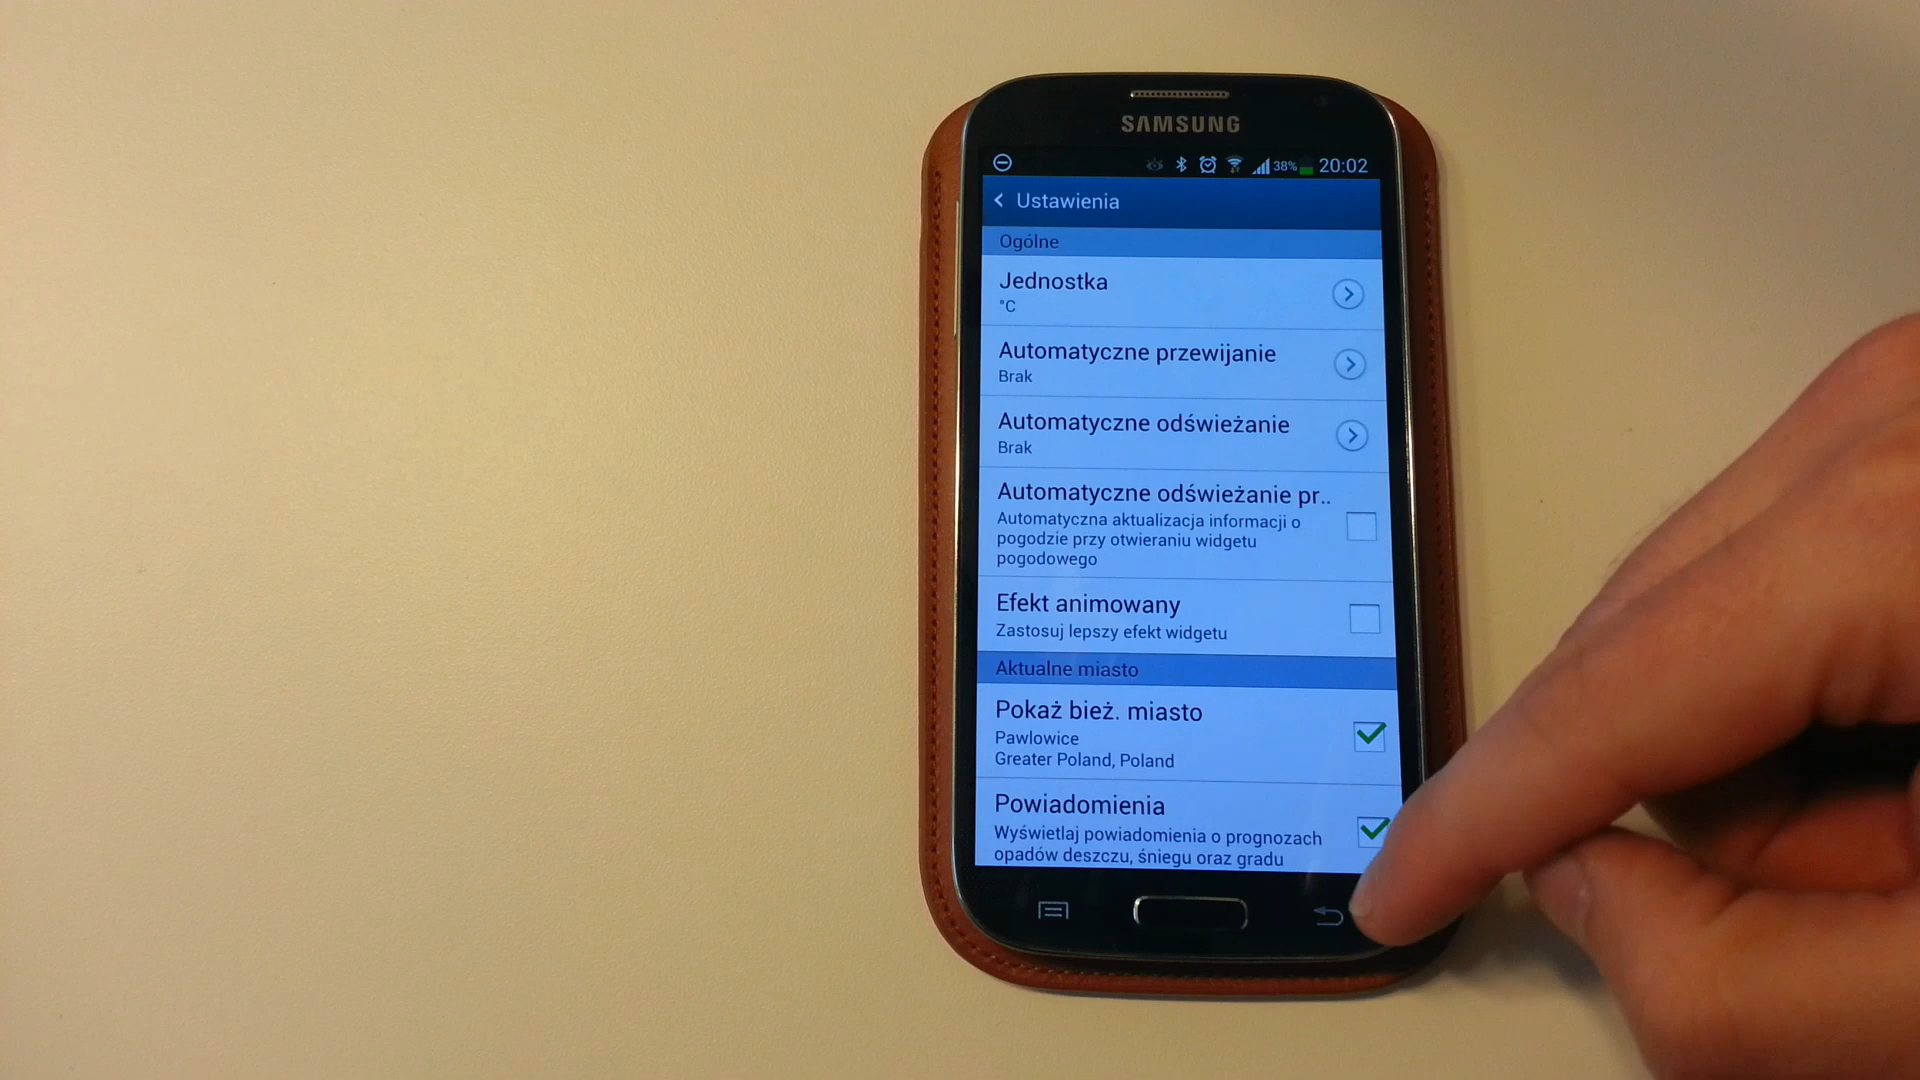 SAMSUNG
38% 20:02
Ustawienia
Ogólne
Jednostka
°C
Automatyczne przewijanie
Brak
Automatyczne odświeżanie
Brak
Automatyczne odświeżanie pr..
Automatyczna aktualizacja informacji o
pogodzie przy otwieraniu widgetu
pogodowego
Efekt animowany
Zastosuj lepszy efekt widgetu
Aktualne miasto
Pokaż bież. miasto
Pawlowice
Greater Poland, Poland
Powiadomienia
Wyświetlaj powiadomienia o prognozach
opadów deszczu, śniegu oraz gradu